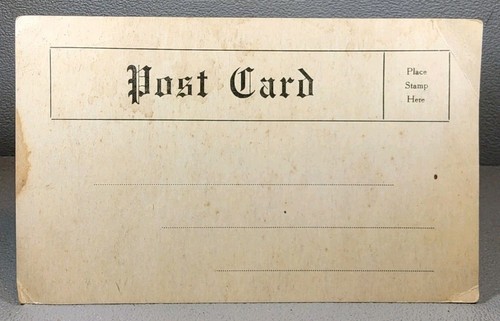 Post Card
Place
Stamp
Here